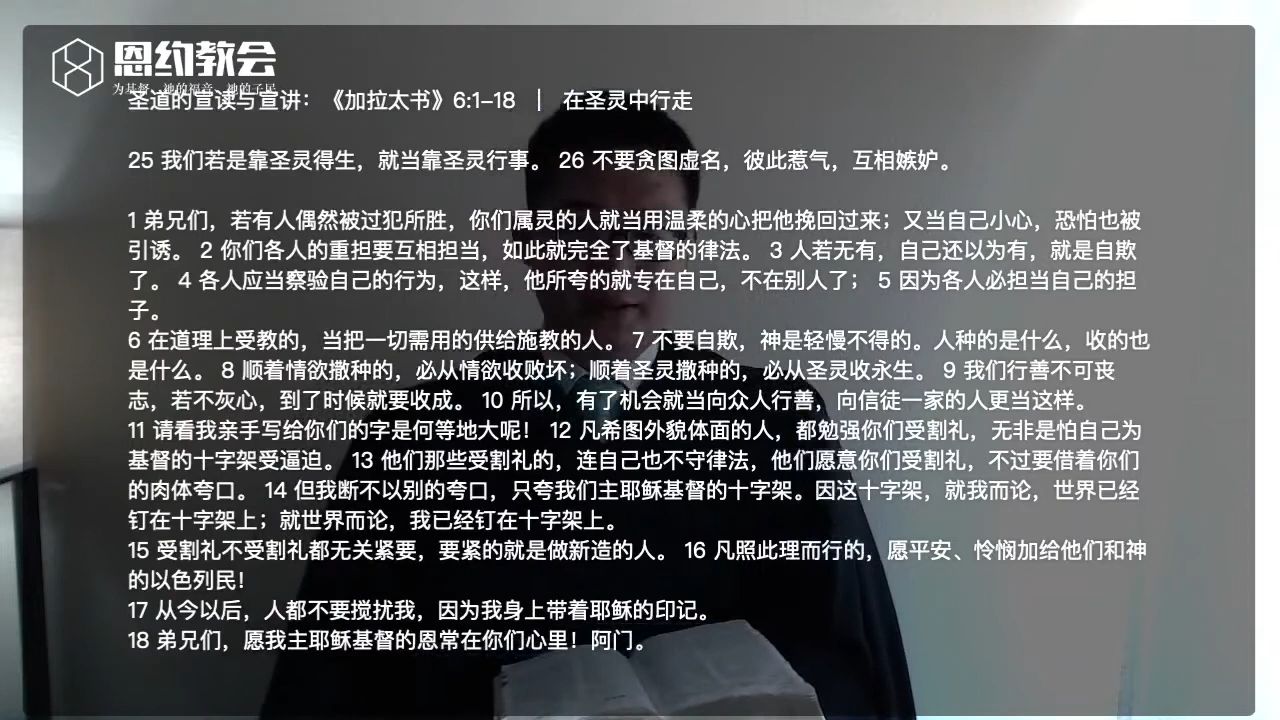 恩约教会
为基督、祂的福音、祂的子民
圣道的宣读与宣讲：《加拉太书》6:1–18 ｜ 在圣灵中行走
25 我们若是靠圣灵得生，就当靠圣灵行事。 26 不要贪图虚名，彼此惹气，互相嫉妒。
1 弟兄们，若有人偶然被过犯所胜，你们属灵的人就当用温柔的心把他挽回过来；又当自己小心，恐怕也被
引诱。 2 你们各人的重担要互相担当，如此就完全了基督的律法。 3 人若无有，自己还以为有，就是自欺
了。 4 各人应当察验自己的行为，这样，他所夸的就专在自己，不在别人了； 5 因为各人必担当自己的担
子。
6 在道理上受教的，当把一切需用的供给施教的人。 7 不要自欺，神是轻慢不得的。人种的是什么，收的也
是什么。 8 顺着情欲撒种的，必从情欲收败坏；顺着圣灵撒种的，必从圣灵收永生。 9 我们行善不可丧
志，若不灰心，到了时候就要收成。 10 所以，有了机会就当向众人行善，向信徒一家的人更当这样。
11 请看我亲手写给你们的字是何等地大呢！ 12 凡希图外貌体面的人，都勉强你们受割礼，无非是怕自己为
基督的十字架受逼迫。 13 他们那些受割礼的，连自己也不守律法，他们愿意你们受割礼，不过要借着你们
的肉体夸口。 14 但我断不以别的夸口，只夸我们主耶稣基督的十字架。因这十字架，就我而论，世界已经
钉在十字架上；就世界而论，我已经钉在十字架上。
15 受割礼不受割礼都无关紧要，要紧的就是做新造的人。 16 凡照此理而行的，愿平安、怜悯加给他们和神
的以色列民！
17 从今以后，人都不要搅扰我，因为我身上带着耶稣的印记。
18 弟兄们，愿我主耶稣基督的恩常在你们心里！阿门。